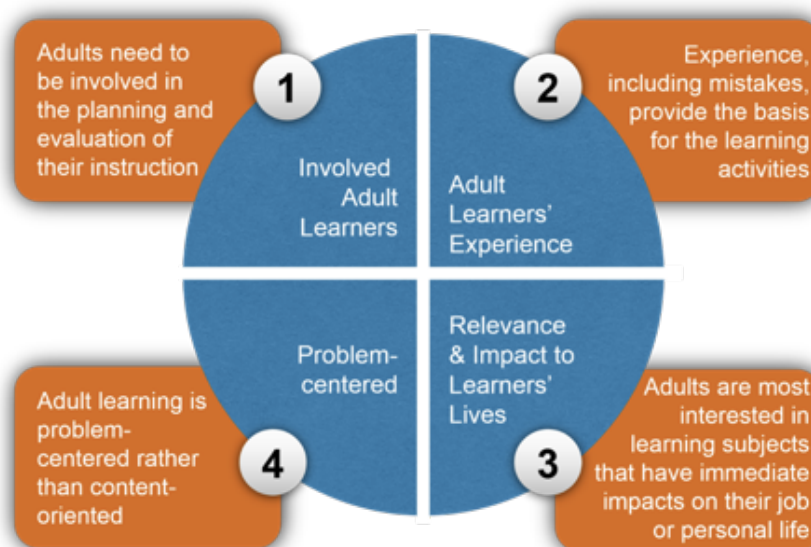 Adults need to
be involved in
the planning and
evaluation of
their instruction
1
Involved
Adult
Learners
2
Experience,
including mistakes,
provide the basis
for the learning
activities
Adult
Learners’
Experience
Relevance
& Impact to
Learners’
Lives
3
Adults are most
interested in
learning subjects
that have immediate
impacts on their job
or personal life
Problem-
centered
4
Adult learning is
problem-
centered rather
than content-
oriented